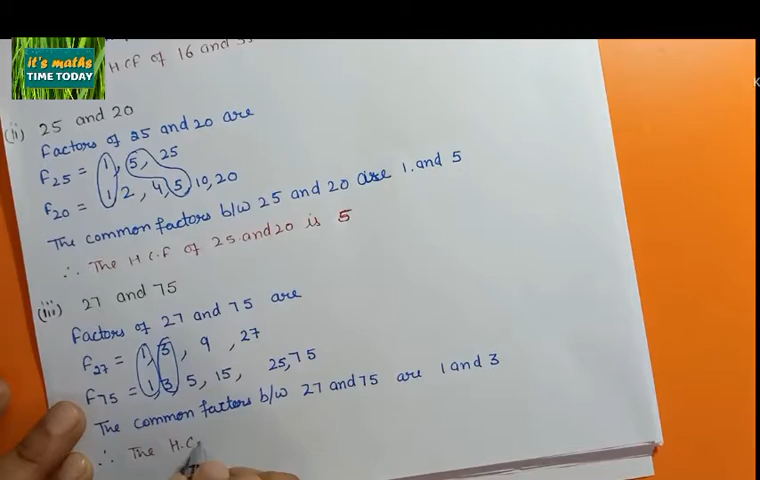 it's maths
TIME TODAY
H.C.F of 16 and
(ii) 25 and 20
Factors of 25 and 20 are
F25 = 1, 5, 25
F20 = 1 2, 4, 5, 10, 20
The common factors b/w 25 and 20 are 1. and 5
∴ The H.C.F of 25 and 20 is 5
(iii) 27 and 75
Factors of 27 and 75 are
F27 = 1, 3, 9, 27
F75 = 1, 3, 5, 15, 25, 75
The common factors b/w 27 and 75 are 1 and 3
∴ The H.C.